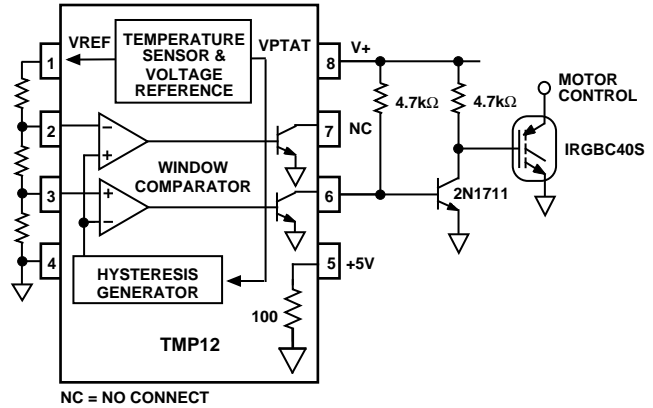 VREF
TEMPERATURE
SENSOR &
VOLTAGE
REFERENCE
VPTAT
1
8
V+
4.7kΩ
4.7kΩ
MOTOR
CONTROL
2
7
NC
IRGBC40S
WINDOW
COMPARATOR
3
6
2N1711
4
5
+5V
HYSTERESIS
GENERATOR
100
TMP12
NC = NO CONNECT